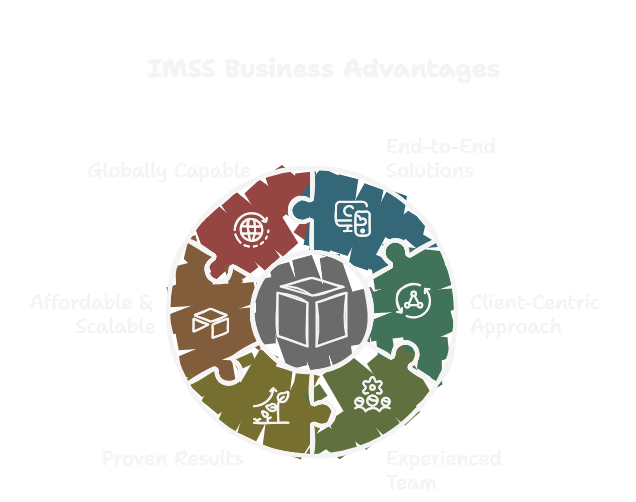 IMSS Business Advantages
End-to-End
Solutions
Globally Capable
Affordable &
Scalable
Client-Centric
Approach
Proven Results
Experienced
Team